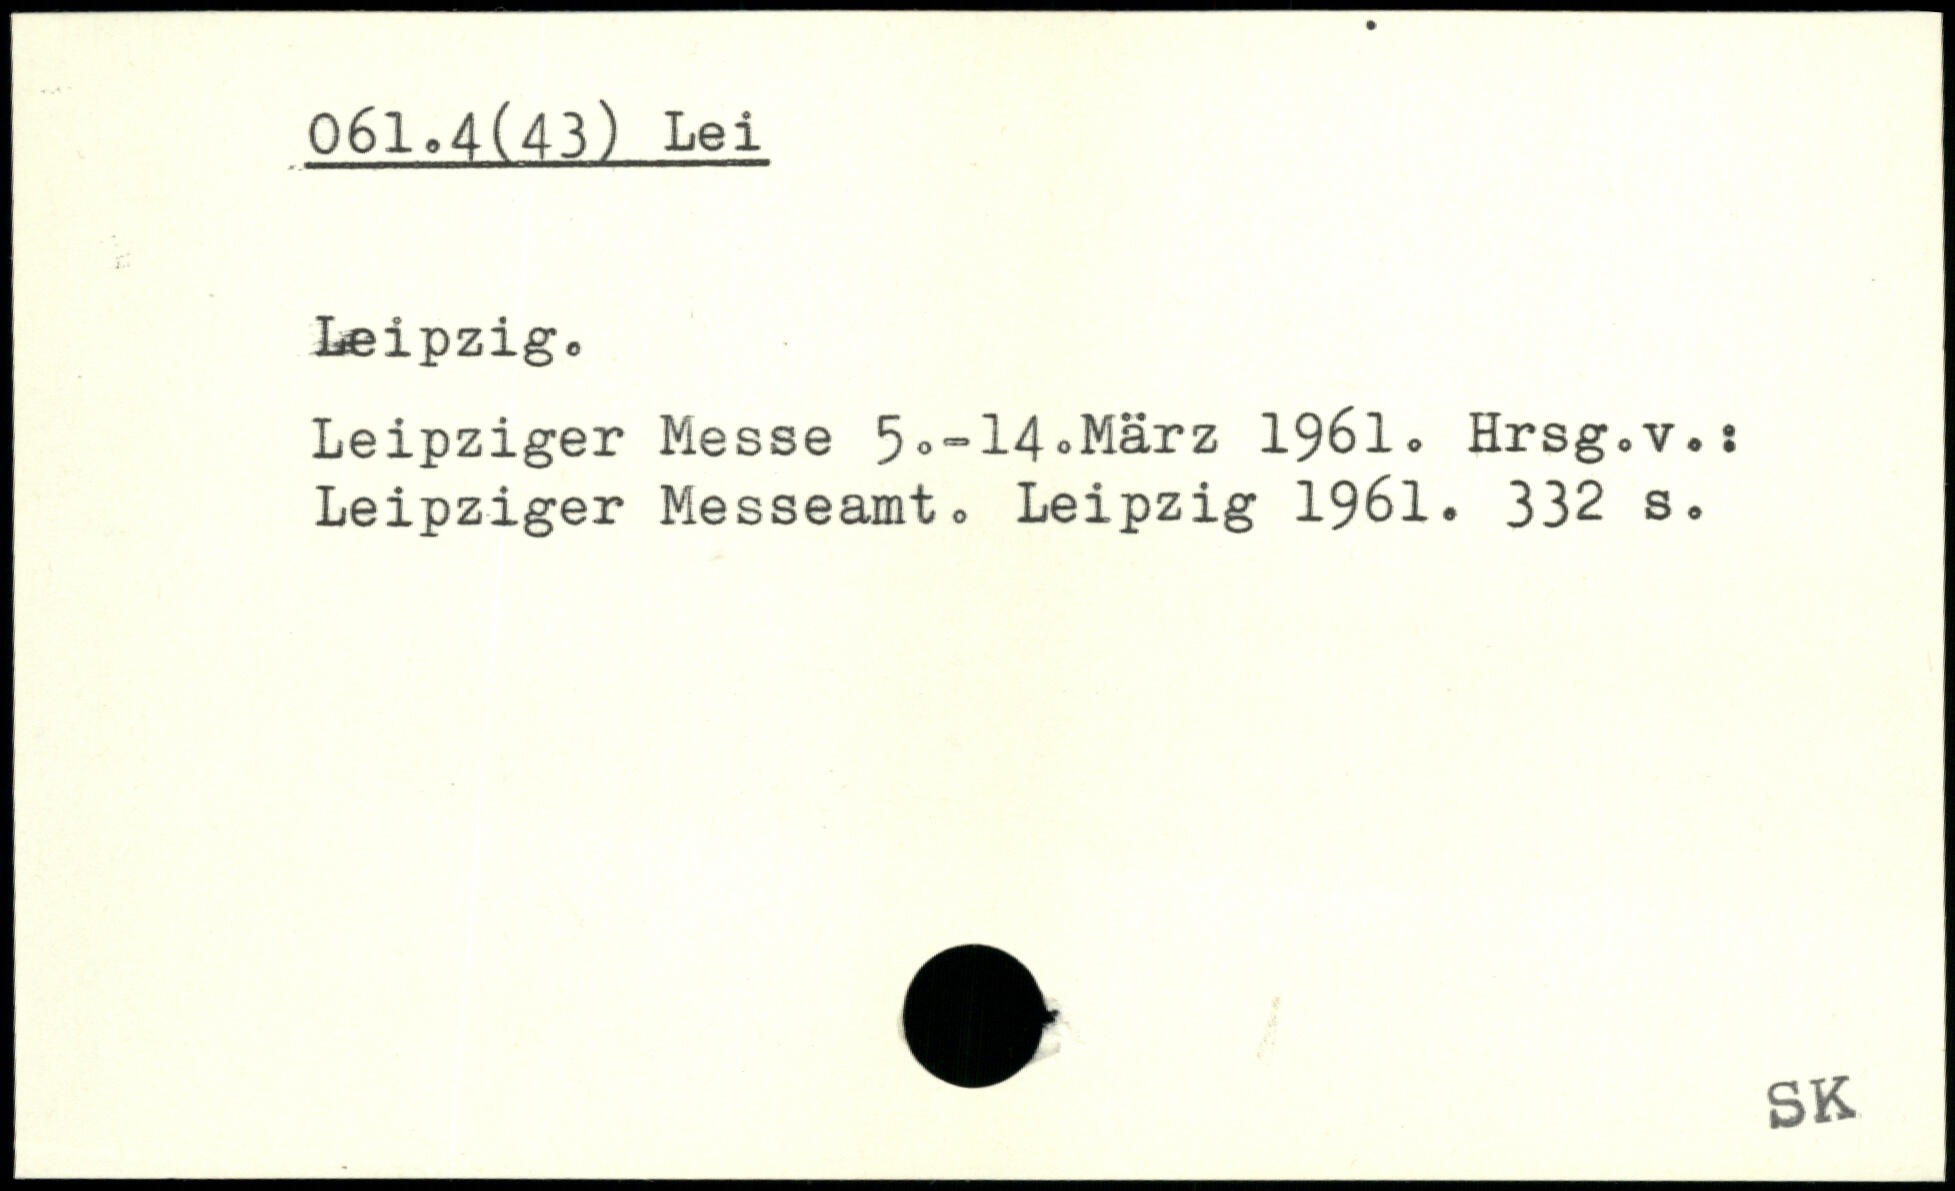 061.4(43) Lei
Leipzig.
Leipziger Messe 5.-14.März 1961. Hrsg.v.:
Leipziger Messeamt. Leipzig 1961. 332 s.
SK